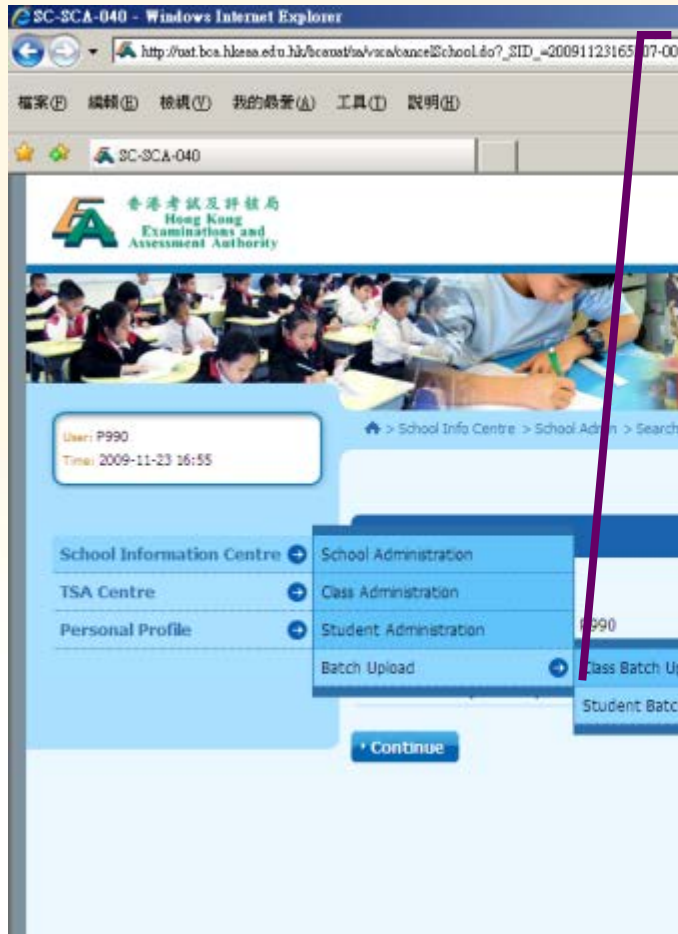 SC-SCA-040 - Windows Internet Explorer
http://uat.bca.hkeaa.edu.hk/bcauat/sa/vsca/cancelSchool.do?_SID_=20091123165 07-00
檔案(F) 編輯(E) 檢視(V) 我的最愛(A) 工具(T) 說明(H)
SC-SCA-040
香港考試及評核局
Hong Kong
Examinations and
Assessment Authority
User: P990
Time: 2009-11-23 16:55
> School Info Centre > School Admin > Search
School Information Centre
School Administration
TSA Centre
Class Administration
Personal Profile
Student Administration
P990
Batch Upload
Class Batch Up
Student Batc
Continue